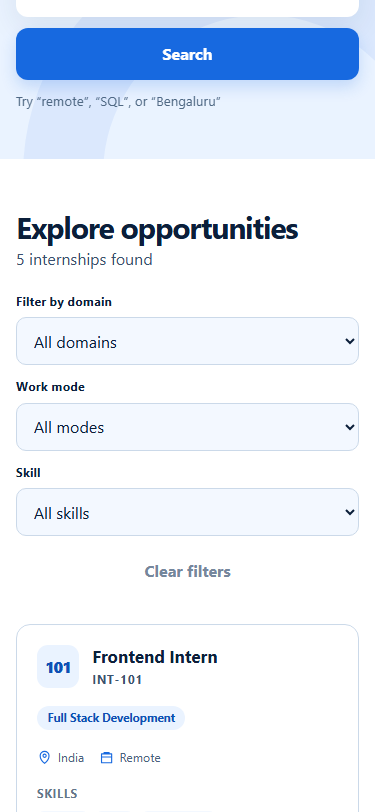 Search
Try “remote”, “SQL”, or “Bengaluru”
Explore opportunities
5 internships found
Filter by domain
All domains
Work mode
All modes
Skill
All skills
Clear filters
101
Frontend Intern
INT-101
Full Stack Development
India Remote
SKILLS